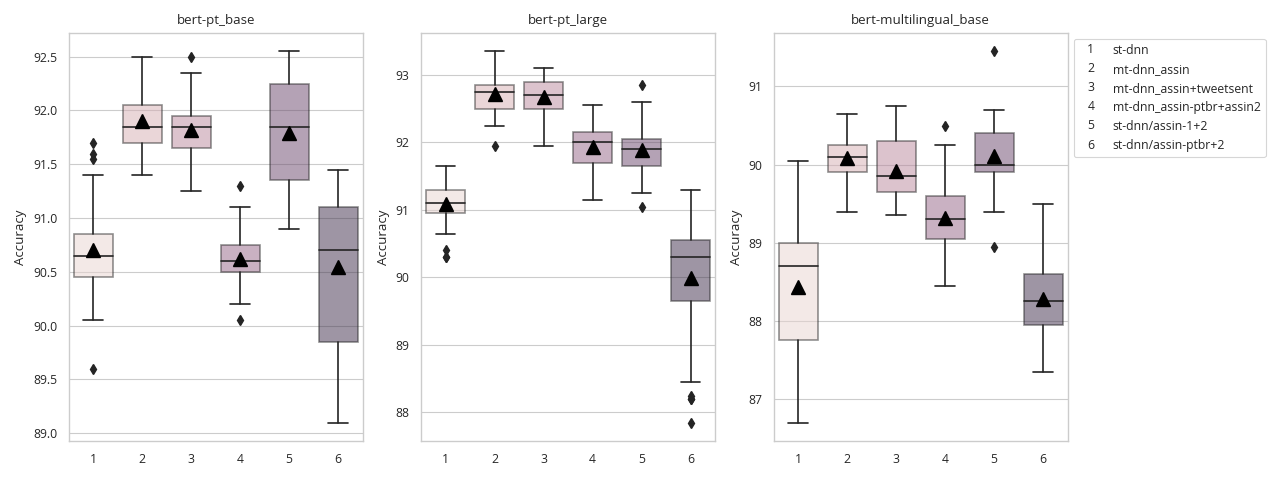 bert-pt_base
Accuracy
92.5
92.0
91.5
91.0
90.5
90.0
89.5
89.0
1 2 3 4 5 6
bert-pt_large
Accuracy
93
92
91
90
89
88
1 2 3 4 5 6
bert-multilingual_base
Accuracy
91
90
89
88
87
1 2 3 4 5 6
1 st-dnn
2 mt-dnn_assin
3 mt-dnn_assin+tweetsent
4 mt-dnn_assin-ptbr+assin2
5 st-dnn/assin-1+2
6 st-dnn/assin-ptbr+2